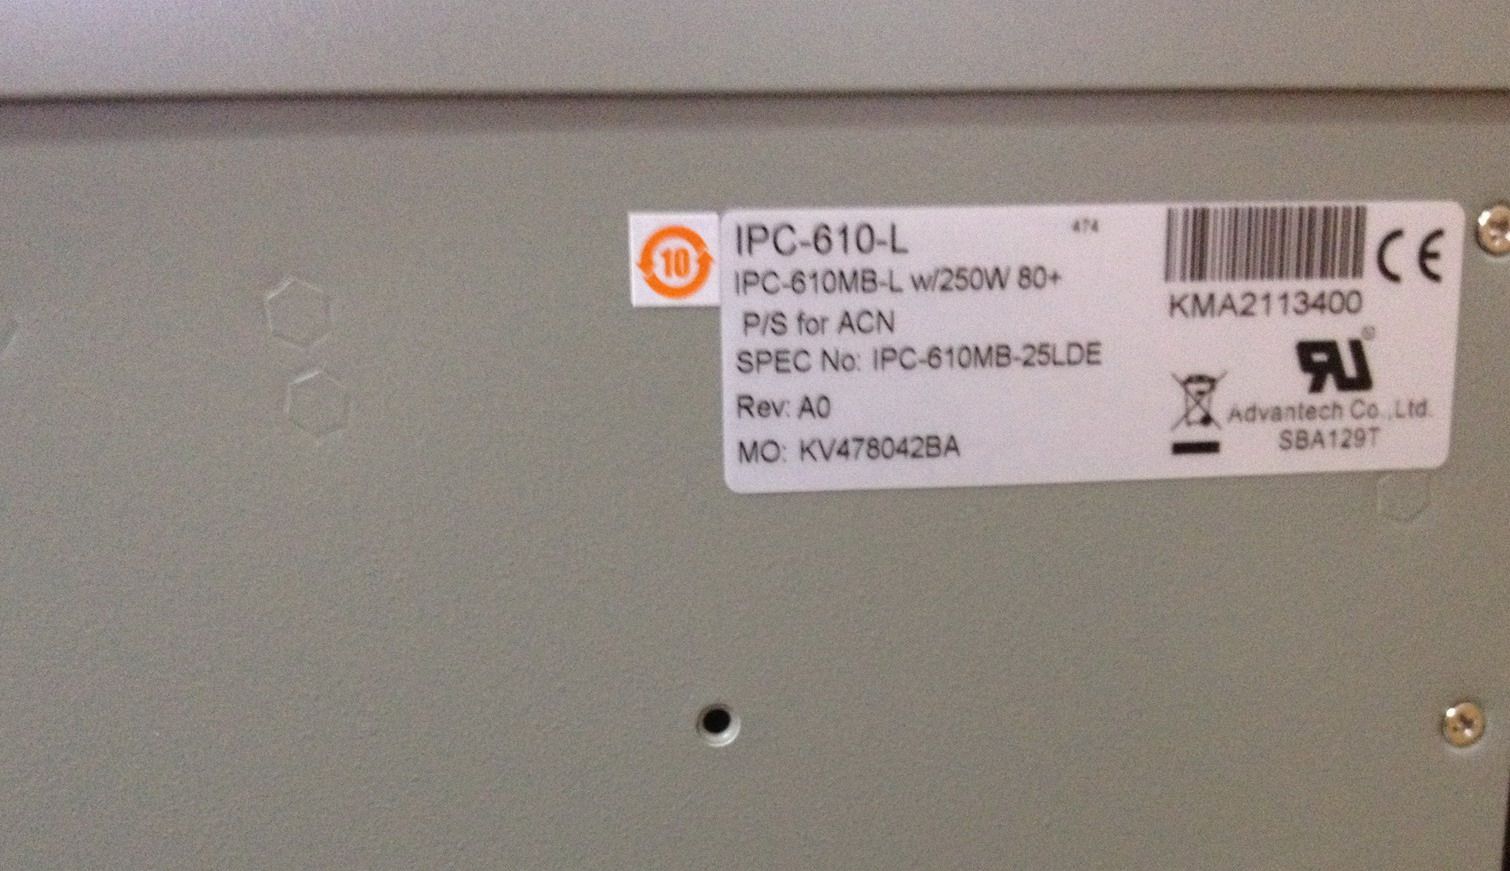 10
IPC-610-L
474
IPC-610MB-L w/250W 80+
P/S for ACN
SPEC No: IPC-610MB-25LDE
Rev: A0
MO: KV478042BA
CE
KMA2113400
RU®
Advantech Co.,Ltd.
SBA129T